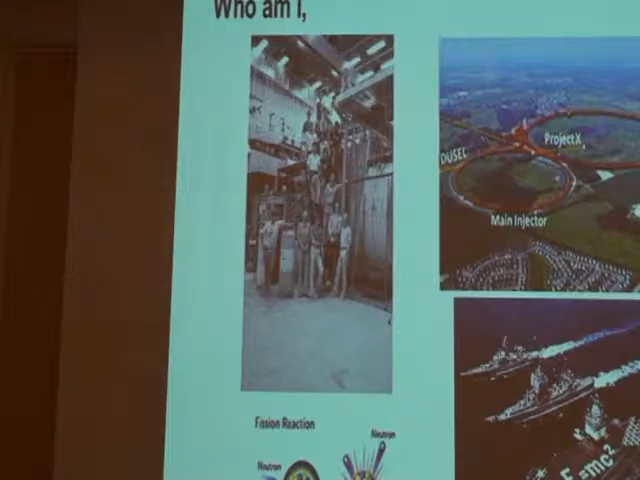 Who am I,
Project X
DUSEL
Main Injector
Fission Reaction
Neutron
Neutron
E=mc²